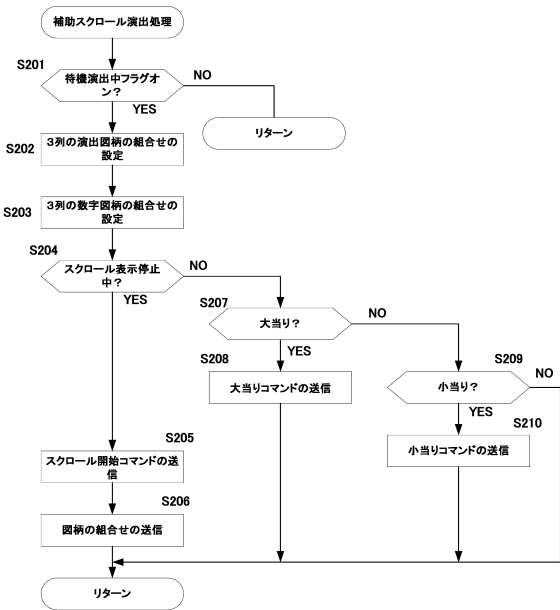 補助スクロール演出処理
S201
待機演出中フラグオ
ン?
NO
YES
リターン
S202
3列の演出図柄の組合せの
設定
S203
3列の数字図柄の組合せの
設定
S204
スクロール表示停止
中?
NO
YES
S207
大当り?
NO
YES
S208
大当りコマンドの送信
S209
小当り?
NO
YES
S210
小当りコマンドの送信
S205
スクロール開始コマンドの送
信
S206
図柄の組合せの送信
リターン